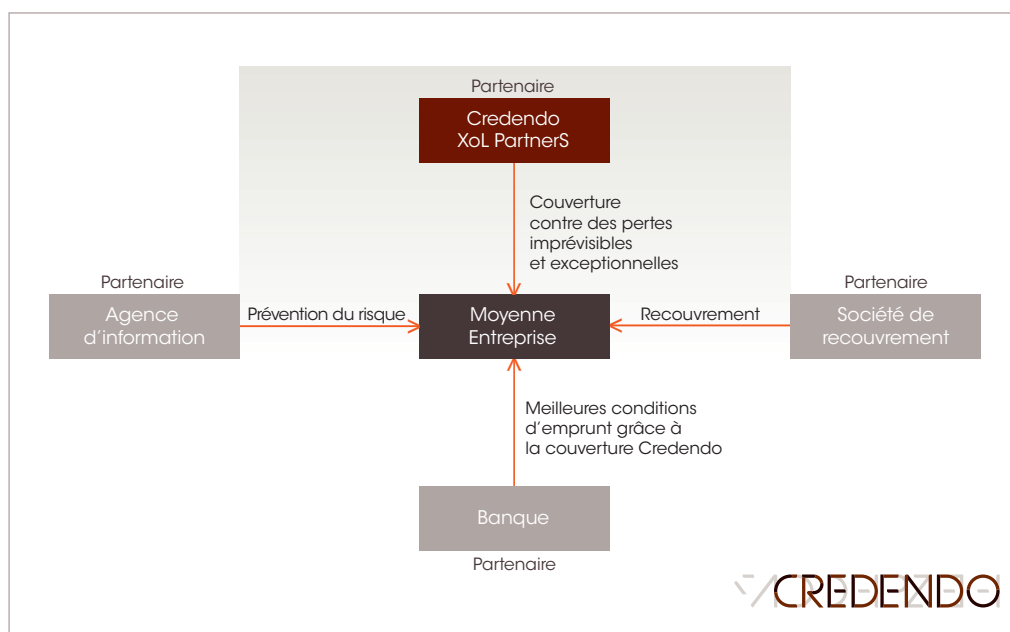 Partenaire
Credendo
XoL PartnerS
Couverture
contre des pertes
imprévisibles
et exceptionnelles
Partenaire
Agence
d'information
Prévention du risque
Moyenne
Entreprise
Recouvrement
Partenaire
Société de
recouvrement
Meilleures conditions
d'emprunt grâce à
la couverture Credendo
Banque
Partenaire
CREDENDO